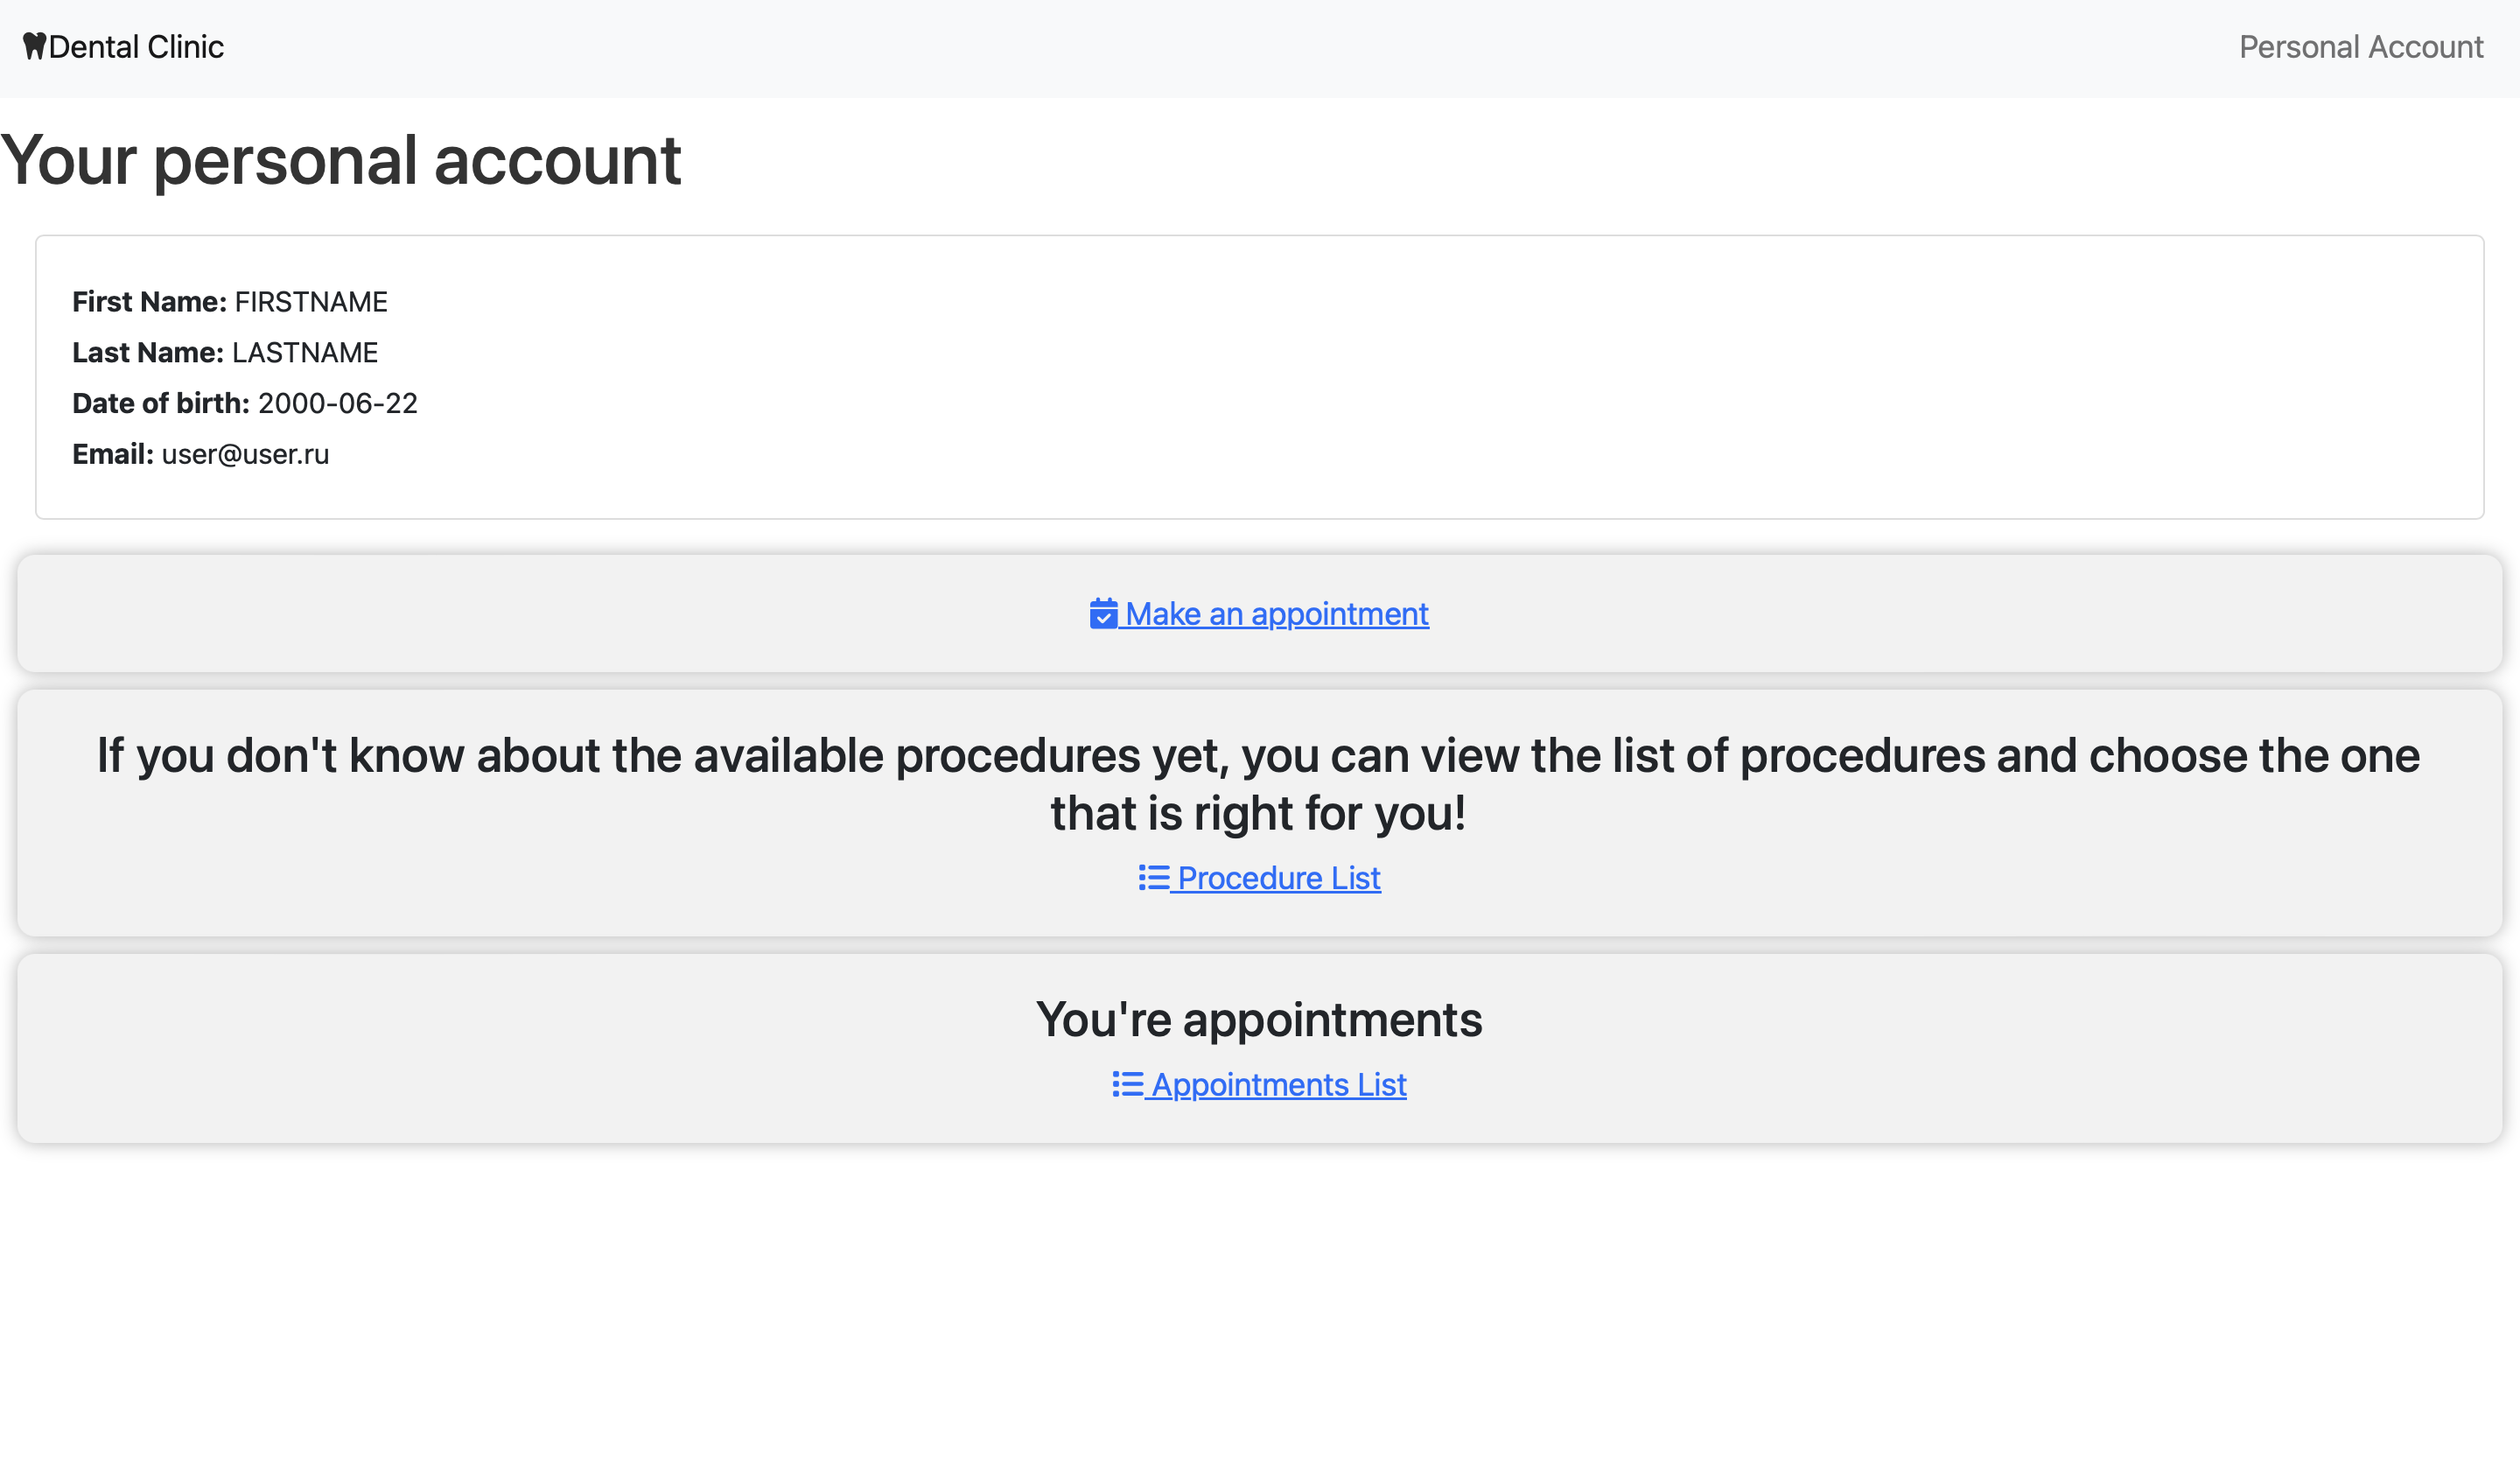 Dental Clinic
Personal Account
Your personal account
First Name: FIRSTNAME
Last Name: LASTNAME
Date of birth: 2000-06-22
Email: user@user.ru
Make an appointment
If you don't know about the available procedures yet, you can view the list of procedures and choose the one
that is right for you!
Procedure List
You're appointments
Appointments List